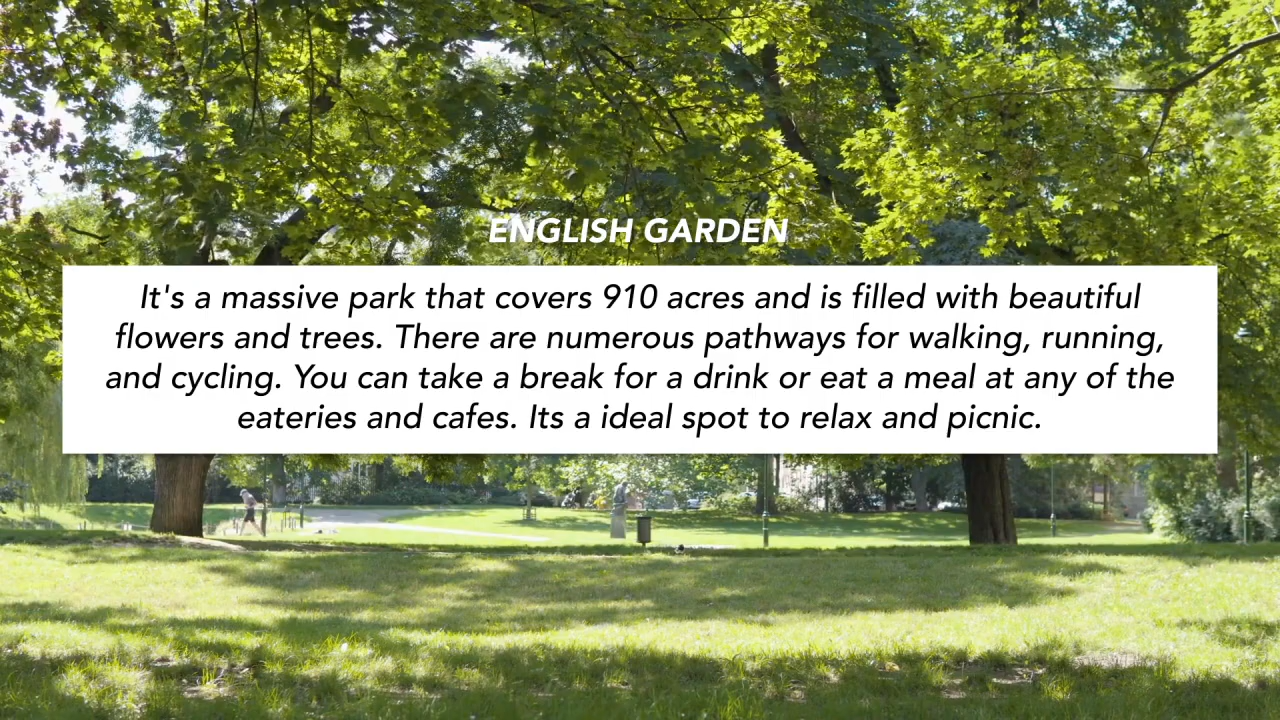 ENGLISH GARDEN
It's a massive park that covers 910 acres and is filled with beautiful
flowers and trees. There are numerous pathways for walking, running,
and cycling. You can take a break for a drink or eat a meal at any of the
eateries and cafes. Its a ideal spot to relax and picnic.